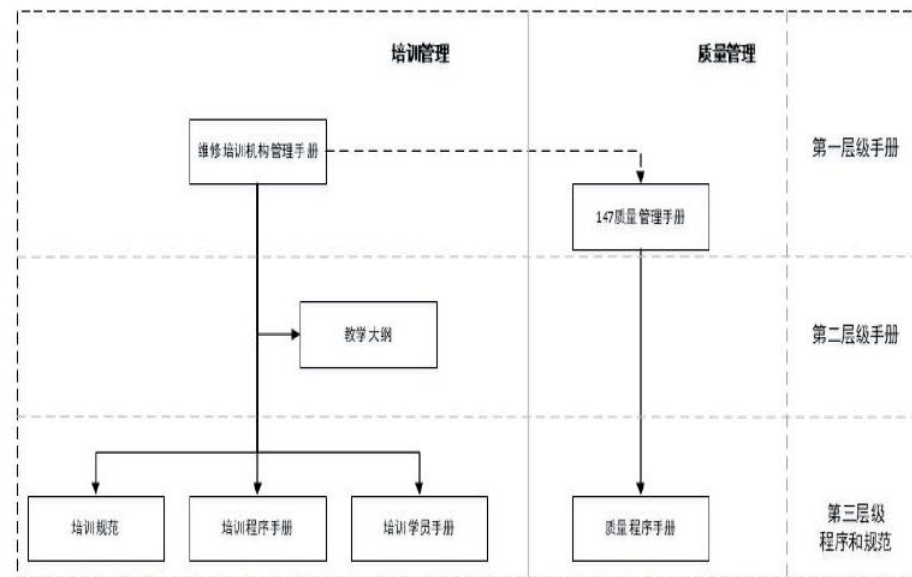 培训管理
质量管理
维修培训机构管理手册
第一层级手册
147质量管理手册
教学大纲
第二层级手册
培训规范
培训程序手册
培训学员手册
质量程序手册
第三层级
程序和规范